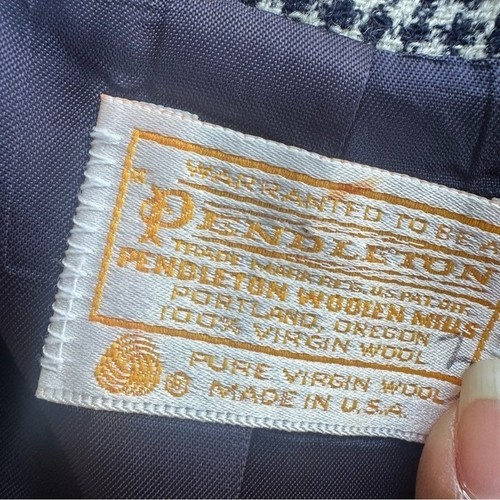 WARRANTED TO BE A
PENDLETON
TRADE MARK REG. U.S. PAT. OFF.
PENDLETON WOOLEN MILLS
PORTLAND, OREGON
100% VIRGIN WOOL
PURE VIRGIN WOOL
® MADE IN U.S.A.